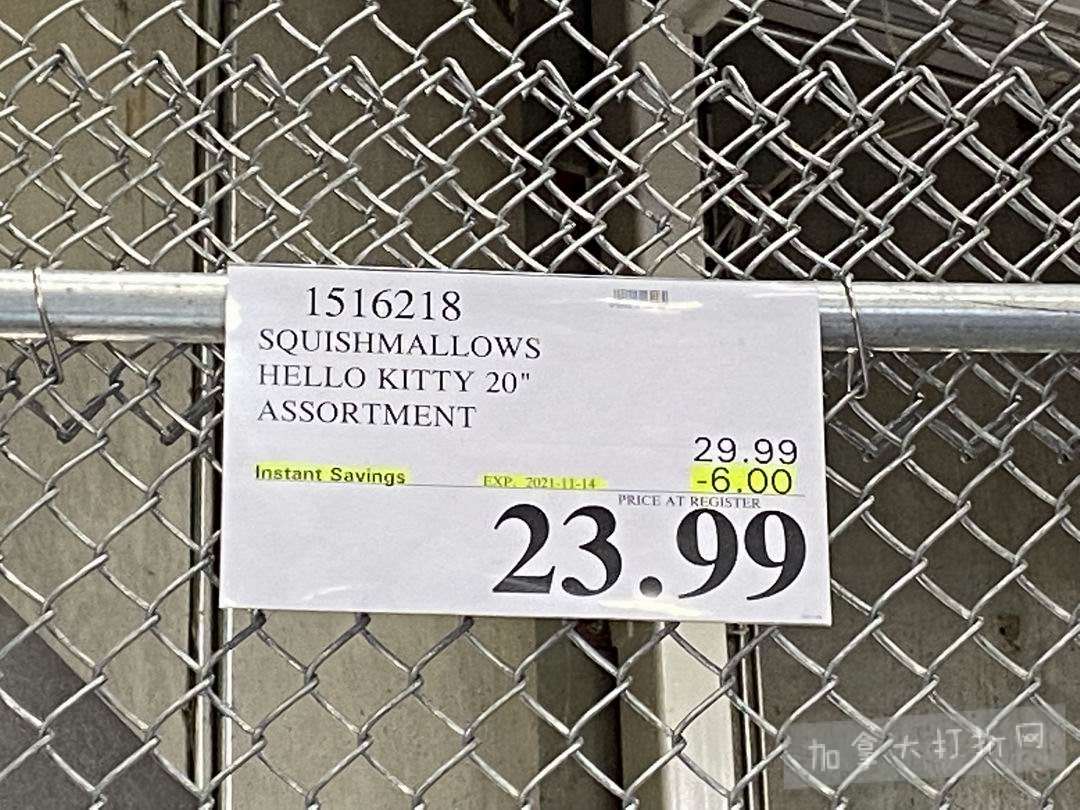 1516218
SQUISHMALLOWS
HELLO KITTY 20"
ASSORTMENT
29.99
Instant Savings EXP. 2021-11-14 -6.00
PRICE AT REGISTER
23.99
加拿大打折网